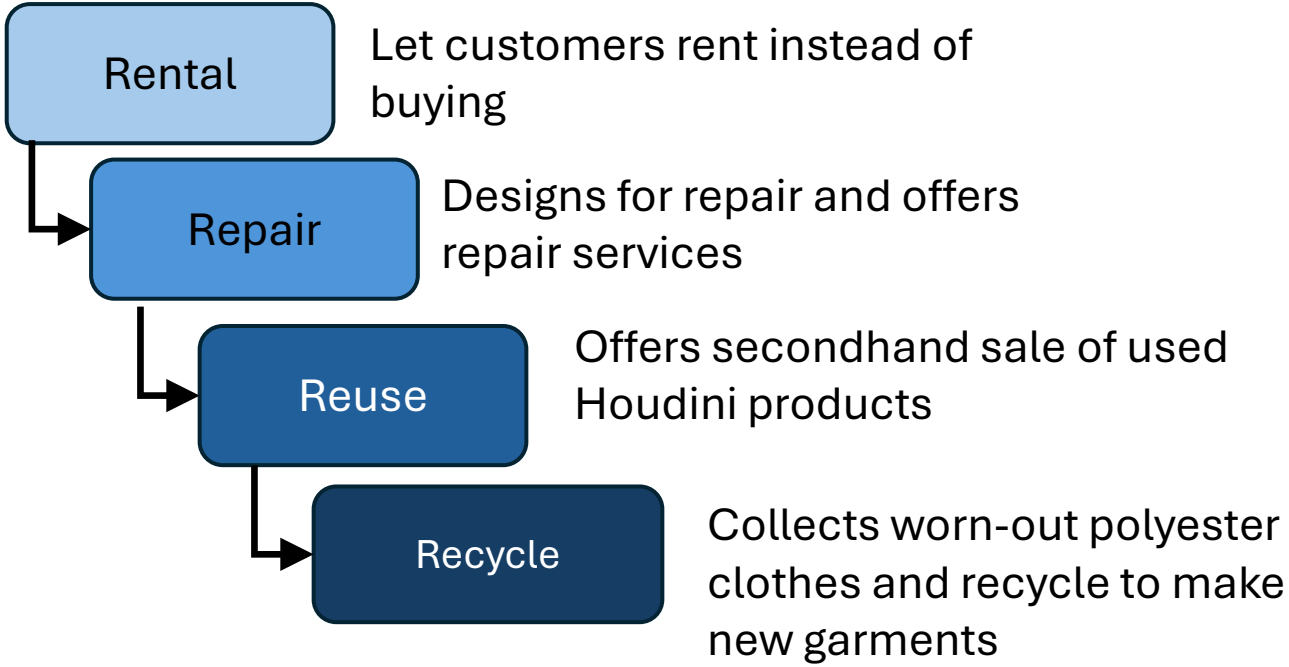 Rental
Let customers rent instead of
buying
Repair
Designs for repair and offers
repair services
Reuse
Offers secondhand sale of used
Houdini products
Recycle
Collects worn-out polyester
clothes and recycle to make
new garments